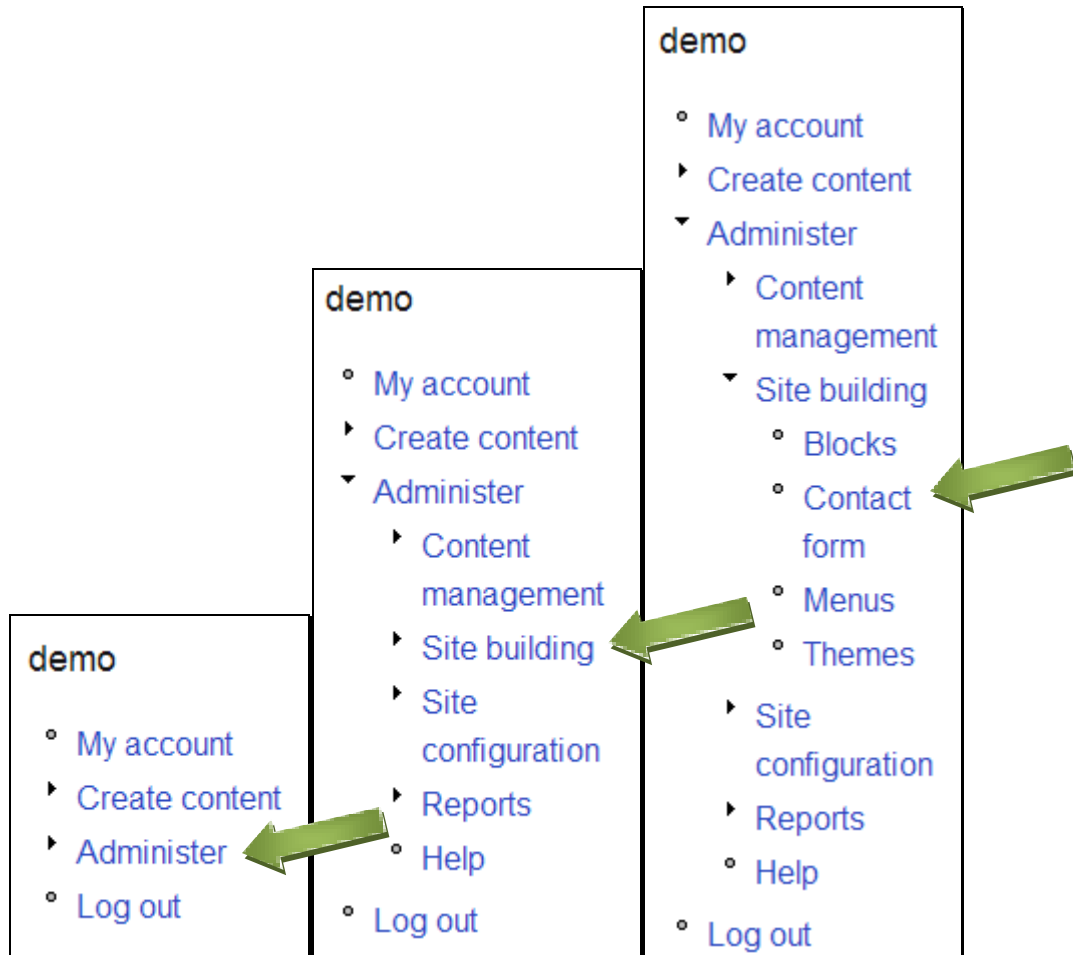 demo
My account
Create content
Administer
Log out
demo
My account
Create content
Administer
Content
management
Site building
Site
configuration
Reports
Help
Log out
demo
My account
Create content
Administer
Content
management
Site building
Blocks
Contact
form
Menus
Themes
Site
configuration
Reports
Help
Log out